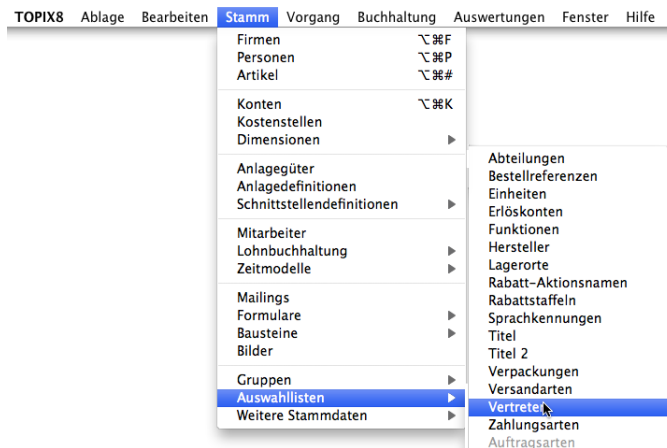 TOPIX8 Ablage Bearbeiten Stamm Vorgang Buchhaltung Auswertungen Fenster Hilfe
Firmen ⌥⌘F
Personen ⌥⌘P
Artikel ⌥⌘#
Konten ⌥⌘K
Kostenstellen
Dimensionen
Anlagegüter
Anlagedefinitionen
Schnittstellendefinitionen
Mitarbeiter
Lohnbuchhaltung
Zeitmodelle
Mailings
Formulare
Bausteine
Bilder
Gruppen
Auswahllisten
Weitere Stammdaten
Abteilungen
Bestellreferenzen
Einheiten
Erlöskonten
Funktionen
Hersteller
Lagerorte
Rabatt-Aktionsnamen
Rabattstaffeln
Sprachkennungen
Titel
Titel 2
Verpackungen
Versandarten
Vertreter
Zahlungsarten
Auftragsarten